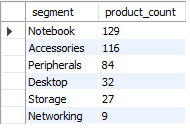 segment product_count
Notebook 129
Accessories 116
Peripherals 84
Desktop 32
Storage 27
Networking 9